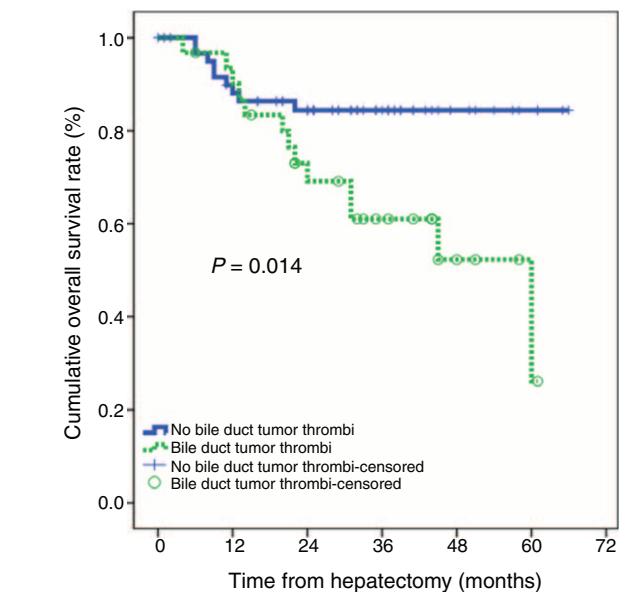 Cumulative overall survival rate (%)
1.0
0.8
0.6
0.4
0.2
0.0
P = 0.014
No bile duct tumor thrombi
Bile duct tumor thrombi
No bile duct tumor thrombi-censored
Bile duct tumor thrombi-censored
0 12 24 36 48 60 72
Time from hepatectomy (months)